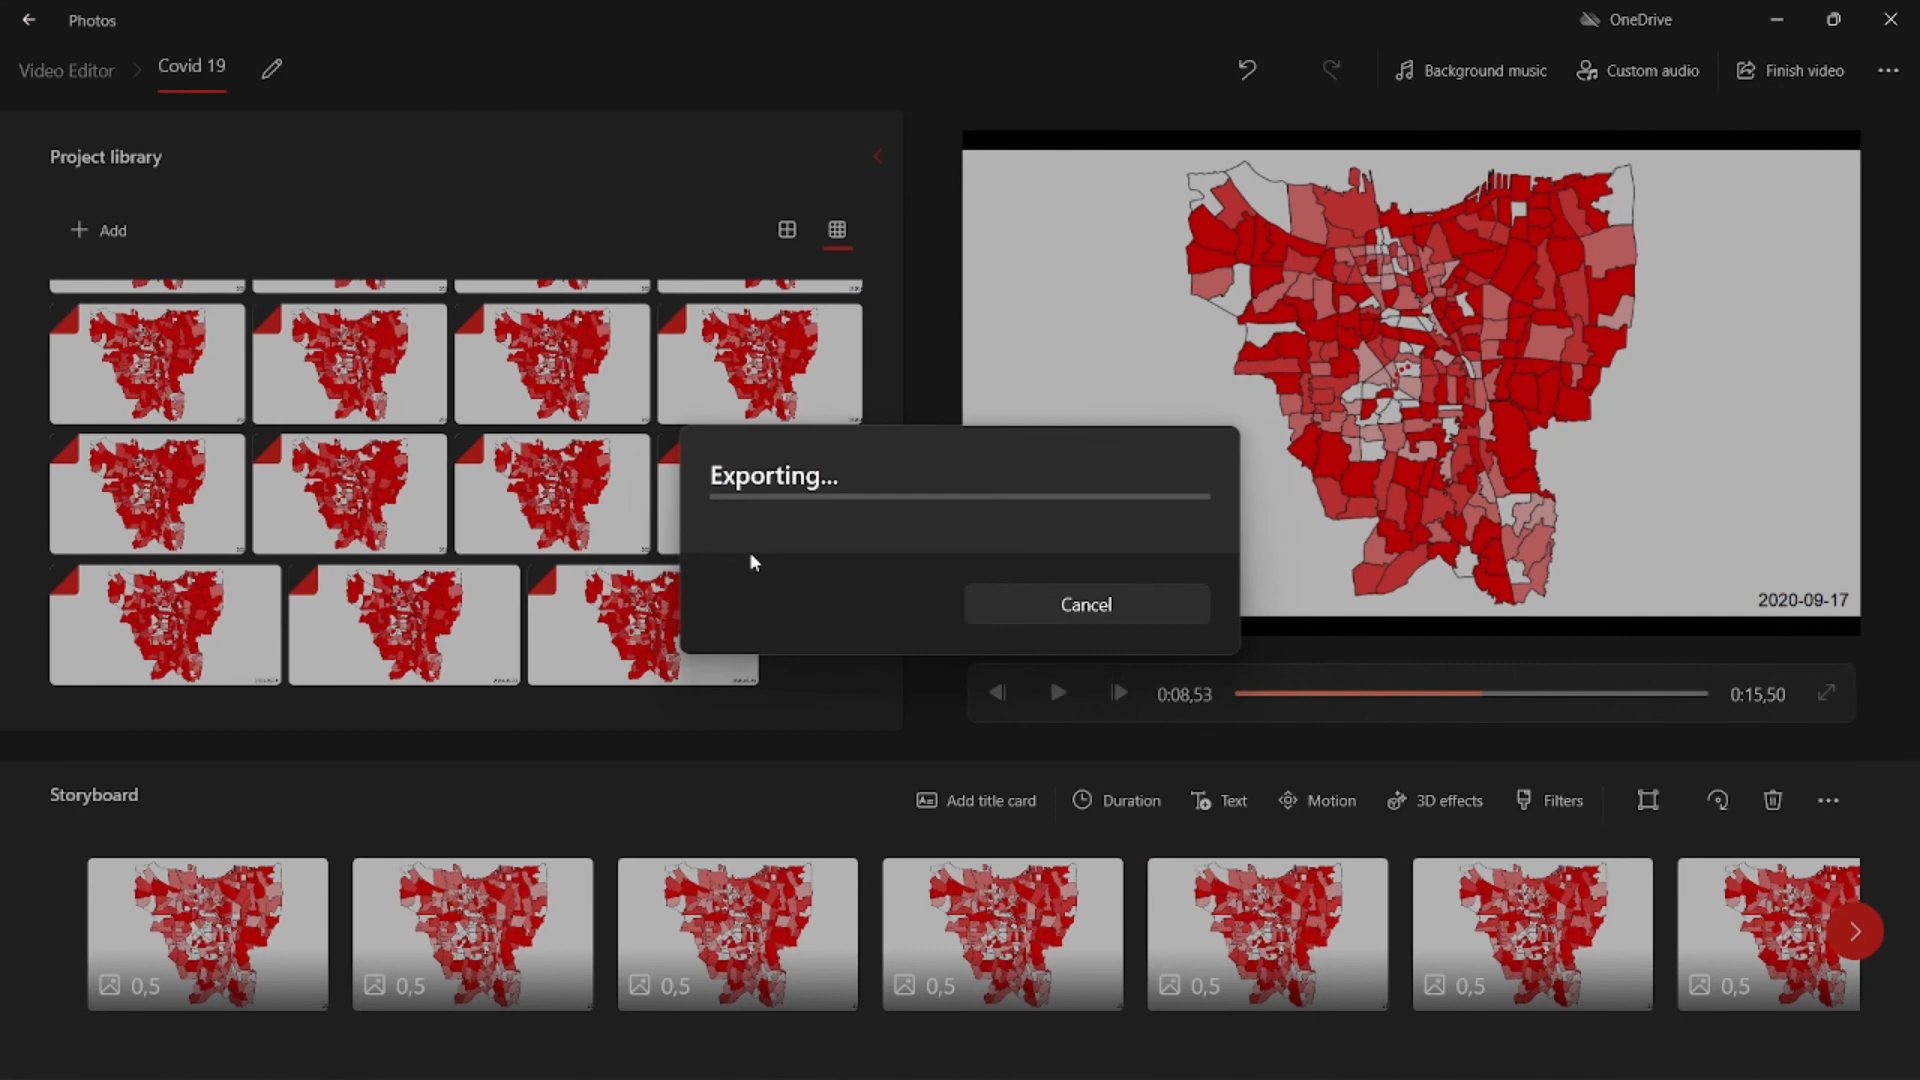 Photos
OneDrive
Video Editor
Covid 19
Background music
Custom audio
Finish video
Project library
Add
Exporting...
Cancel
2020-09-17
0:08,53
0:15,50
Storyboard
Add title card
Duration
Text
Motion
3D effects
Filters
0,5
0,5
0,5
0,5
0,5
0,5
0,5